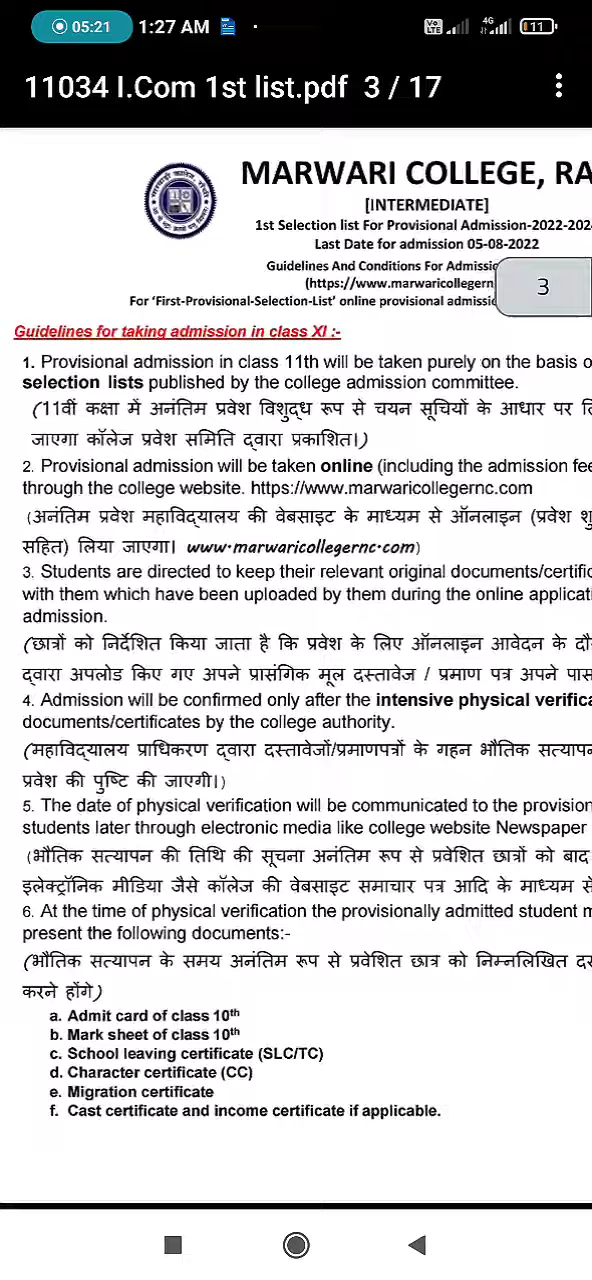 05:21 1:27 AM Vo LTE 4G 11
11034 I.Com 1st list.pdf 3 / 17
MARWARI COLLEGE, RA
[INTERMEDIATE]
1st Selection list For Provisional Admission-2022-202
Last Date for admission 05-08-2022
Guidelines And Conditions For Admissi
(https://www.marwaricollegern
3
For ‘First-Provisional-Selection-List’ online provisional admissi
Guidelines for taking admission in class XI :-
1. Provisional admission in class 11th will be taken purely on the basis o
selection lists published by the college admission committee.
(11वीं कक्षा में अनंतिम प्रवेश विशुद्ध रूप से चयन सूचियों के आधार पर लि
जाएगा कॉलेज प्रवेश समिति द्वारा प्रकाशित।)
2. Provisional admission will be taken online (including the admission fee
through the college website. https://www.marwaricollegernc.com
(अनंतिम प्रवेश महाविद्यालय की वेबसाइट के माध्यम से ऑनलाइन (प्रवेश शु
सहित) लिया जाएगा। www.marwaricollegernc.com)
3. Students are directed to keep their relevant original documents/certific
with them which have been uploaded by them during the online applicati
admission.
(छात्रों को निर्देशित किया जाता है कि प्रवेश के लिए ऑनलाइन आवेदन के दौ
द्वारा अपलोड किए गए अपने प्रासंगिक मूल दस्तावेज / प्रमाण पत्र अपने पास
4. Admission will be confirmed only after the intensive physical verifica
documents/certificates by the college authority.
(महाविद्यालय प्राधिकरण द्वारा दस्तावेजों/प्रमाणपत्रों के गहन भौतिक सत्याप
प्रवेश की पुष्टि की जाएगी।)
5. The date of physical verification will be communicated to the provision
students later through electronic media like college website Newspaper
(भौतिक सत्यापन की तिथि की सूचना अनंतिम रूप से प्रवेशित छात्रों को बाद
इलेक्ट्रॉनिक मीडिया जैसे कॉलेज की वेबसाइट समाचार पत्र आदि के माध्यम से
6. At the time of physical verification the provisionally admitted student m
present the following documents:-
(भौतिक सत्यापन के समय अनंतिम रूप से प्रवेशित छात्र को निम्नलिखित दस
करने होंगे)
a. Admit card of class 10th
b. Mark sheet of class 10th
c. School leaving certificate (SLC/TC)
d. Character certificate (CC)
e. Migration certificate
f. Cast certificate and income certificate if applicable.